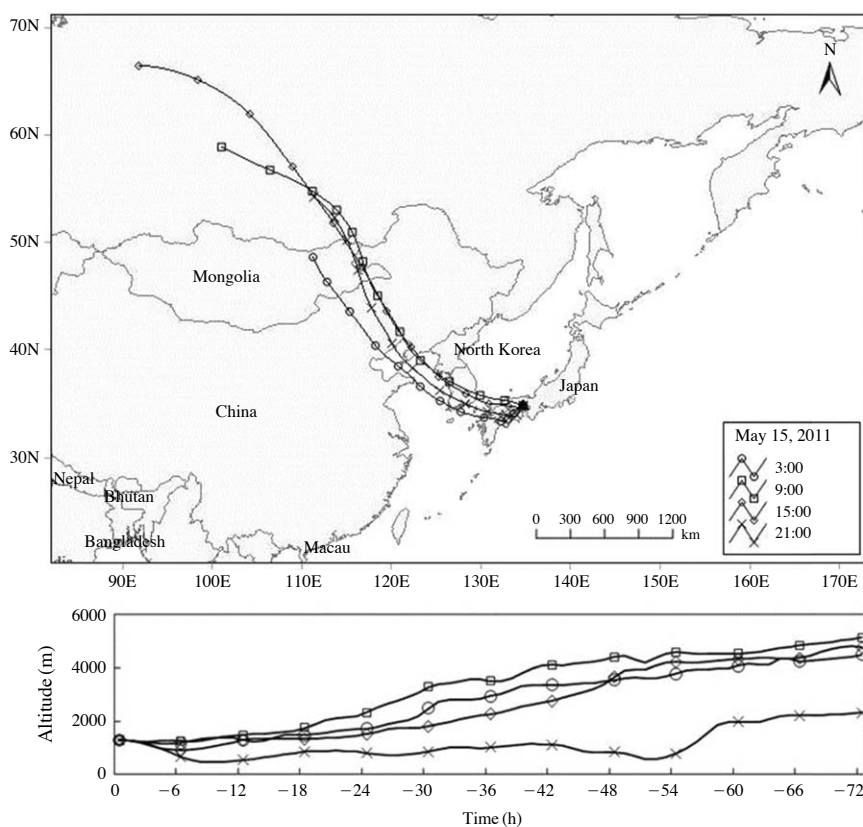 70N
N
60N
50N
Mongolia
40N
North Korea
Japan
China
May 15, 2011
3:00
30N
Nepal
9:00
Bhutan
15:00
0 300 600 900 1200
21:00
Bangladesh
km
Macau
90E 100E 110E 120E 130E 140E 150E 160E 170E
6000
4000
2000
0
Altitude (m)
0 −6 −12 −18 −24 −30 −36 −42 −48 −54 −60 −66 −72
Time (h)